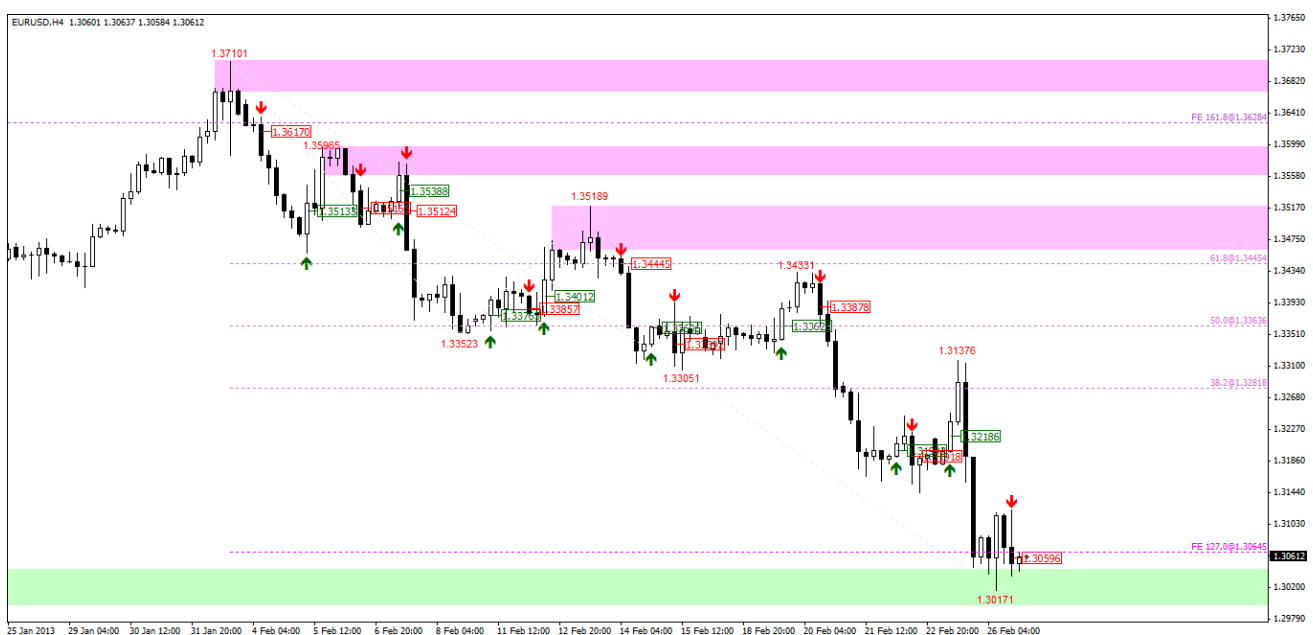 EURUSD,H4 1.30601 1.30637 1.30584 1.30612
1.37650
1.37230
1.37101
1.36820
1.36410
FE 161.8@1.36284
1.36170
1.35990
1.35965
1.35580
1.35388
1.35189
1.35170
1.35135
1.35124
1.34750
1.34445
61.8@1.34454
1.34331
1.34340
1.34012
1.33930
1.33878
1.33857
50.0@1.33636
1.33523
1.33510
1.33051
1.33100
1.31376
38.2@1.32818
1.32680
1.32270
1.32186
1.31860
1.31440
1.31030
FE 127.0@1.30645
1.30612
1.30596
1.30200
1.30171
1.29790
25 Jan 2013
29 Jan 04:00
30 Jan 12:00
31 Jan 20:00
4 Feb 04:00
5 Feb 12:00
6 Feb 20:00
8 Feb 04:00
11 Feb 12:00
12 Feb 20:00
14 Feb 04:00
15 Feb 12:00
18 Feb 20:00
20 Feb 04:00
21 Feb 12:00
22 Feb 20:00
26 Feb 04:00